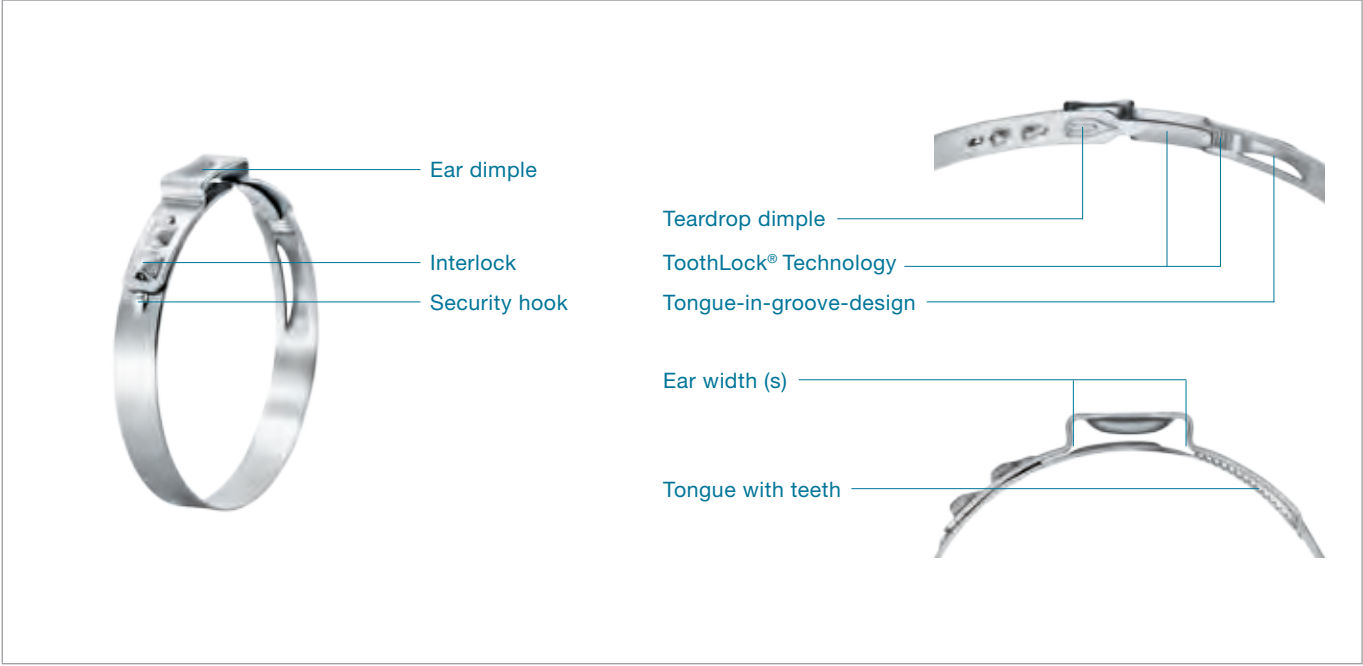 Ear dimple
Interlock
Security hook
Teardrop dimple
ToothLock® Technology
Tongue-in-groove-design
Ear width (s)
Tongue with teeth